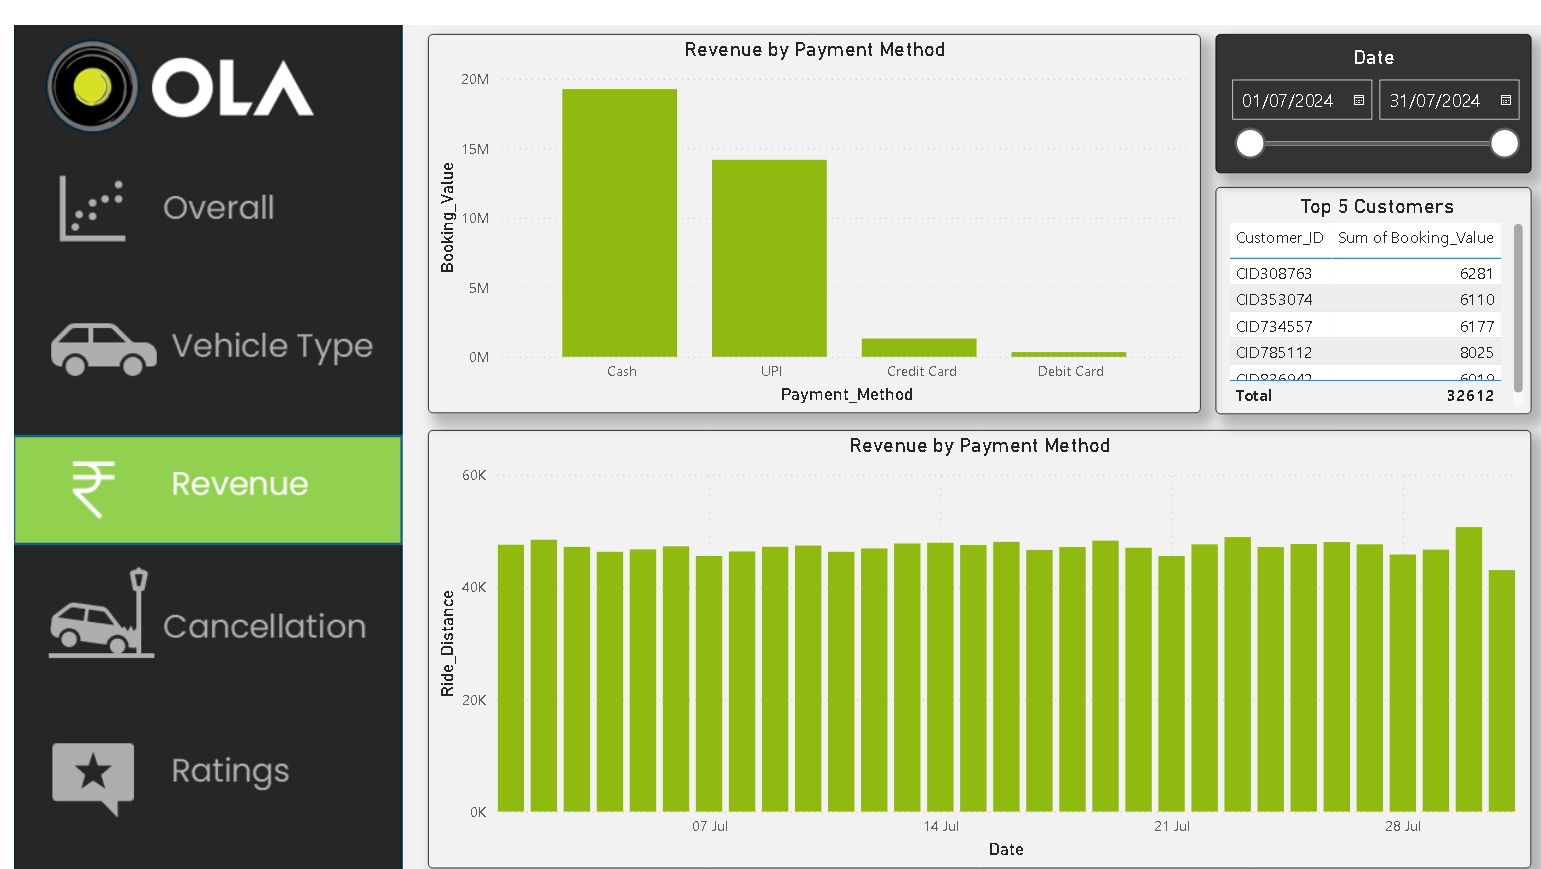 OLA
Overall
Vehicle Type
Revenue
Cancellation
Ratings
Revenue by Payment Method
Booking_Value
20M
15M
10M
5M
0M
Cash UPI Credit Card Debit Card
Payment_Method
Date
01/07/2024 31/07/2024
Top 5 Customers
Customer_ID Sum of Booking_Value
CID308763 6281
CID353074 6110
CID734557 6177
CID785112 8025
CID836942 6019
Total 32612
Revenue by Payment Method
Ride_Distance
60K
40K
20K
0K
07 Jul 14 Jul 21 Jul 28 Jul
Date